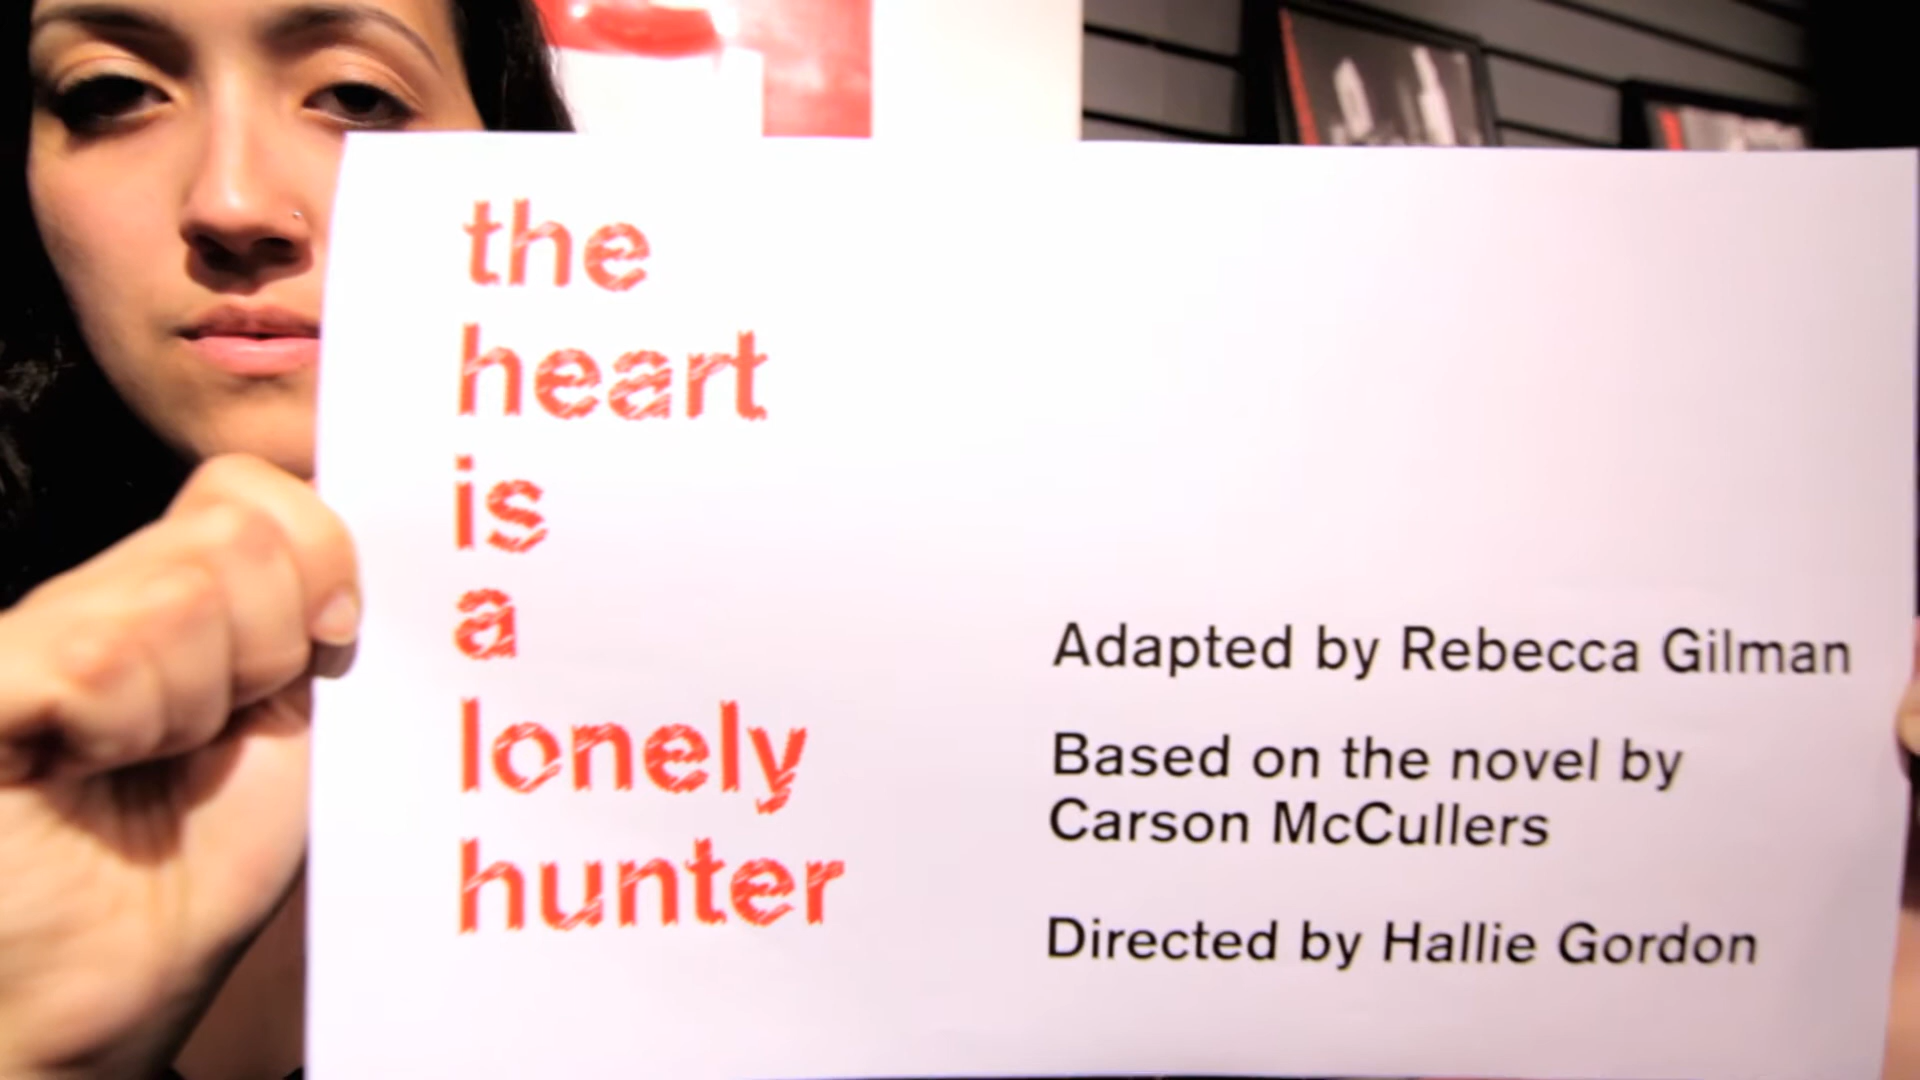 the
heart
is
a
lonely
hunter
Adapted by Rebecca Gilman
Based on the novel by
Carson McCullers
Directed by Hallie Gordon